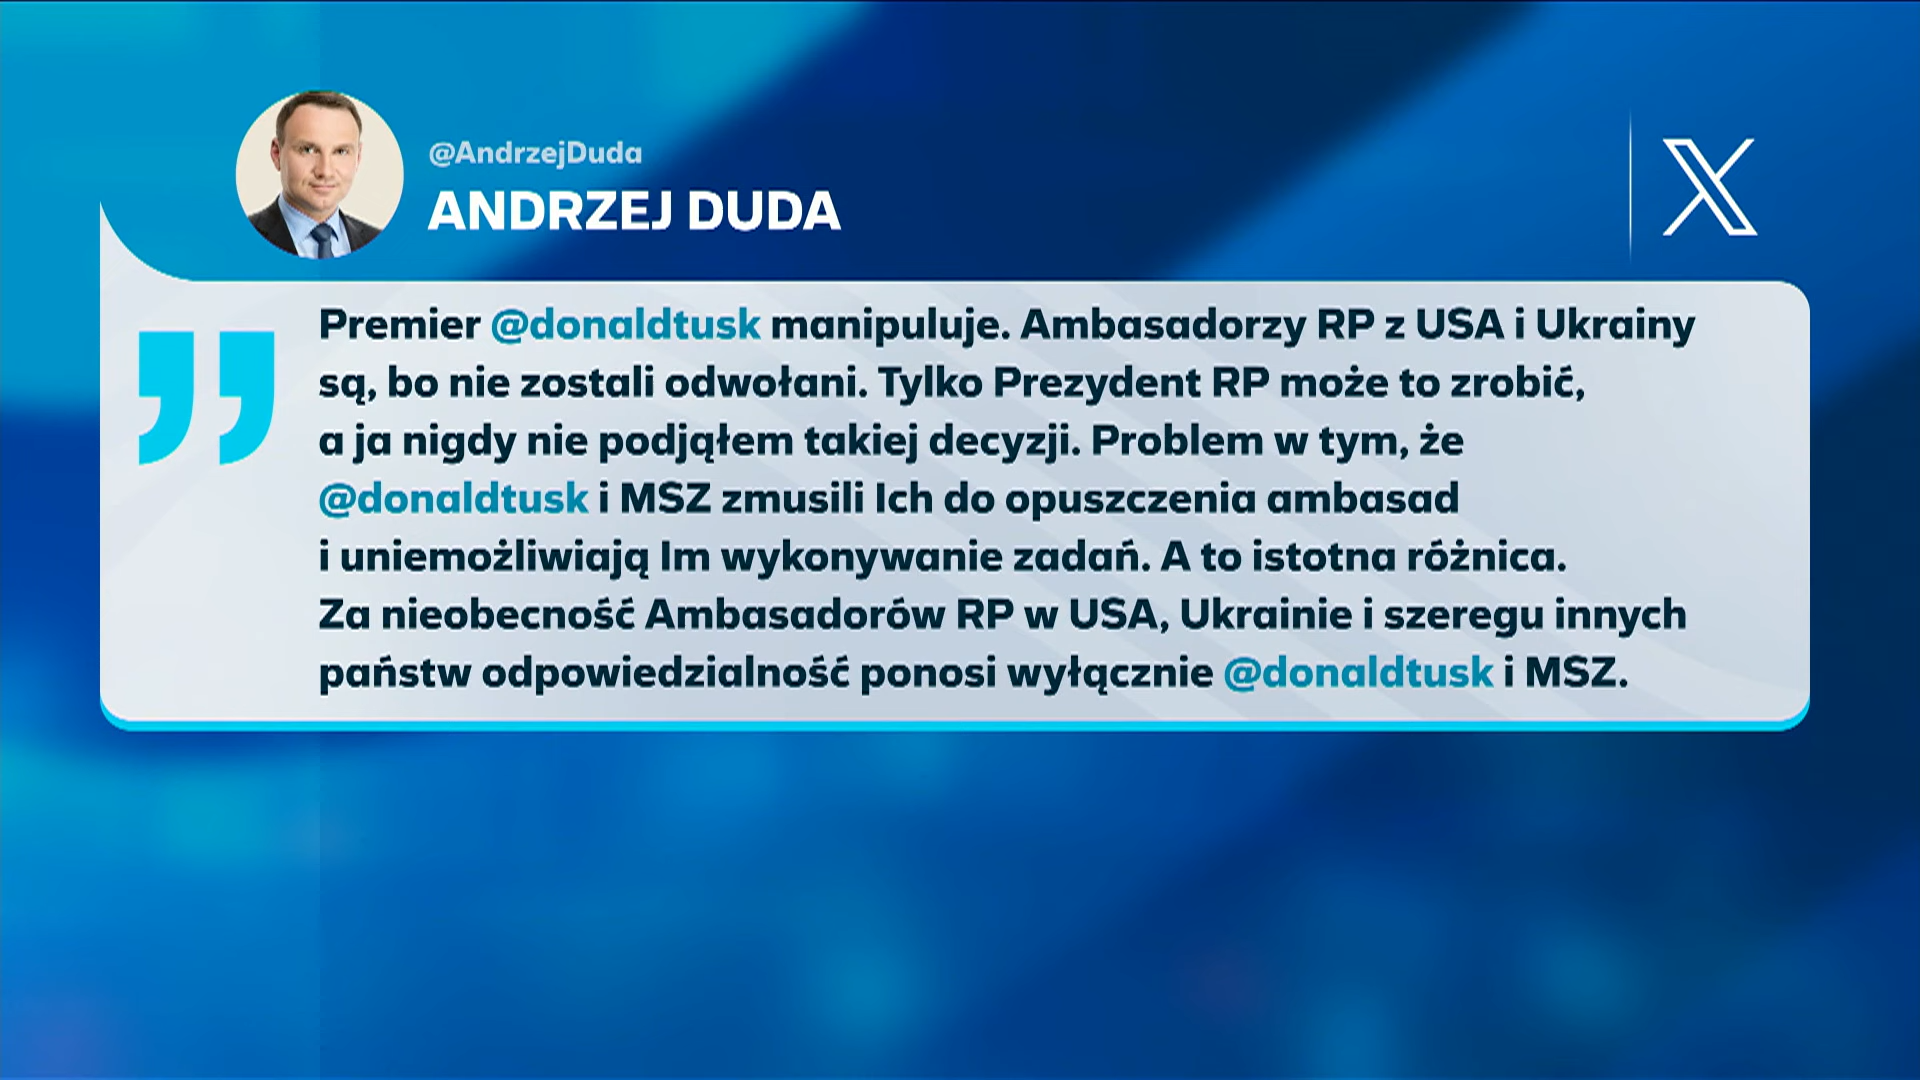 @AndrzejDuda
ANDRZEJ DUDA
Premier @donaldtusk manipuluje. Ambasadorzy RP z USA i Ukrainy
są, bo nie zostali odwołani. Tylko Prezydent RP może to zrobić,
a ja nigdy nie podjąłem takiej decyzji. Problem w tym, że
@donaldtusk i MSZ zmusili Ich do opuszczenia ambasad
i uniemożliwiają Im wykonywanie zadań. A to istotna różnica.
Za nieobecność Ambasadorów RP w USA, Ukrainie i szeregu innych
państw odpowiedzialność ponosi wyłącznie @donaldtusk i MSZ.